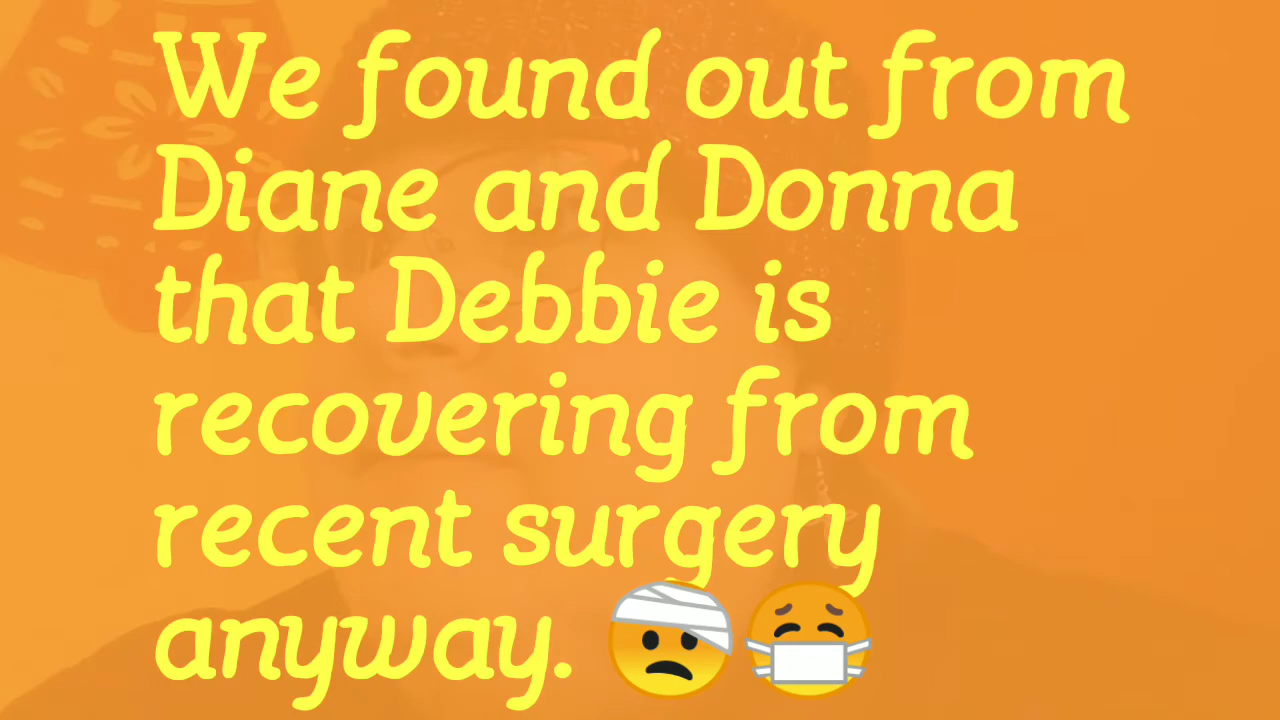 We found out from
Diane and Donna
that Debbie is
recovering from
recent surgery
anyway. 🤕😷